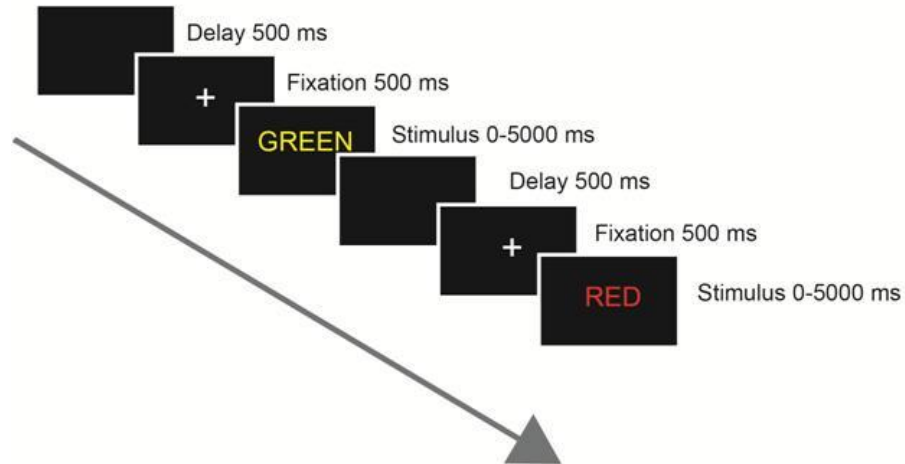 Delay 500 ms
Fixation 500 ms
GREEN
Stimulus 0-5000 ms
Delay 500 ms
Fixation 500 ms
RED
Stimulus 0-5000 ms